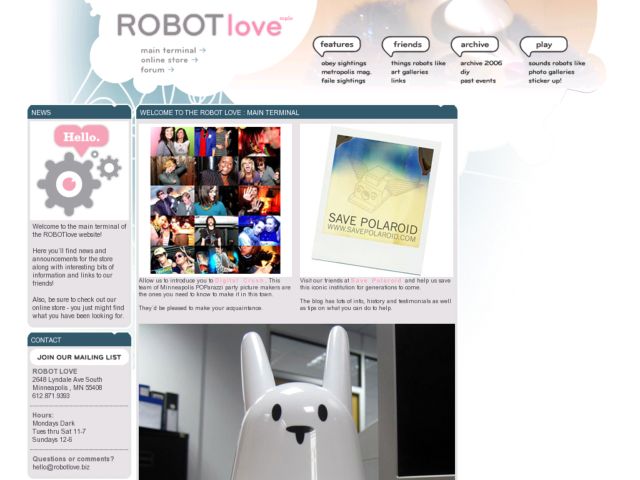 ROBOTlove
main terminal →
online store →
forum →
features
obey sightings
metropolis mag.
faile sightings
friends
things robots like
art galleries
links
archive
archive 2006
diy
past events
play
sounds robots like
photo galleries
sticker up!
NEWS
Hello.
Welcome to the main terminal of
the ROBOTlove website!
Here you'll find news and
announcements for the store
along with interesting bits of
information and links to our
friends!
Also, be sure to check out our
online store - you just might find
what you have been looking for.
CONTACT
JOIN OUR MAILING LIST
ROBOT LOVE
2648 Lyndale Ave South
Minneapolis , MN 55408
612.871.9393
Hours:
Mondays Dark
Tues thru Sat 11-7
Sundays 12-6
Questions or comments?
hello@robotlove.biz
WELCOME TO THE ROBOT LOVE : MAIN TERMINAL
Allow us to introduce you to Digital Crush. This
team of Minneapolis POParazzi party picture makers are
the ones you need to know to make it in this town.
They'd be pleased to make your acquaintance.
SAVE POLAROID
WWW.SAVEPOLAROID.COM
Visit our friends at Save Polaroid and help us save
this iconic institution for generations to come.
The blog has lots of info, history and testimonials as well
as tips on what you can do to help.